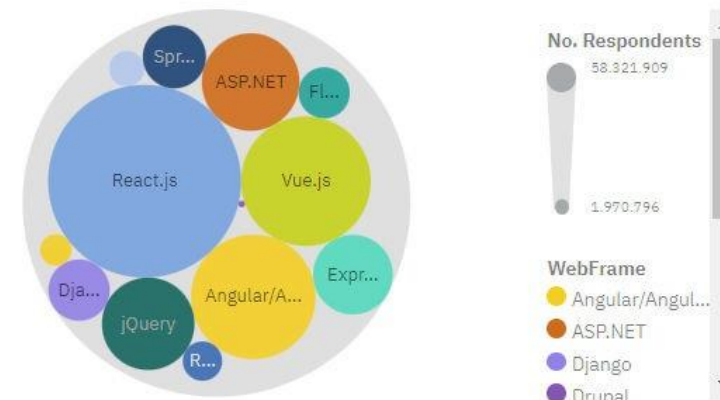 Spr...
ASP.NET
Fl...
React.js
Vue.js
Expr...
Dja...
Angular/A...
jQuery
R...
No. Respondents
58.321.909
1.970.796
WebFrame
Angular/Angul...
ASP.NET
Django
Drupal